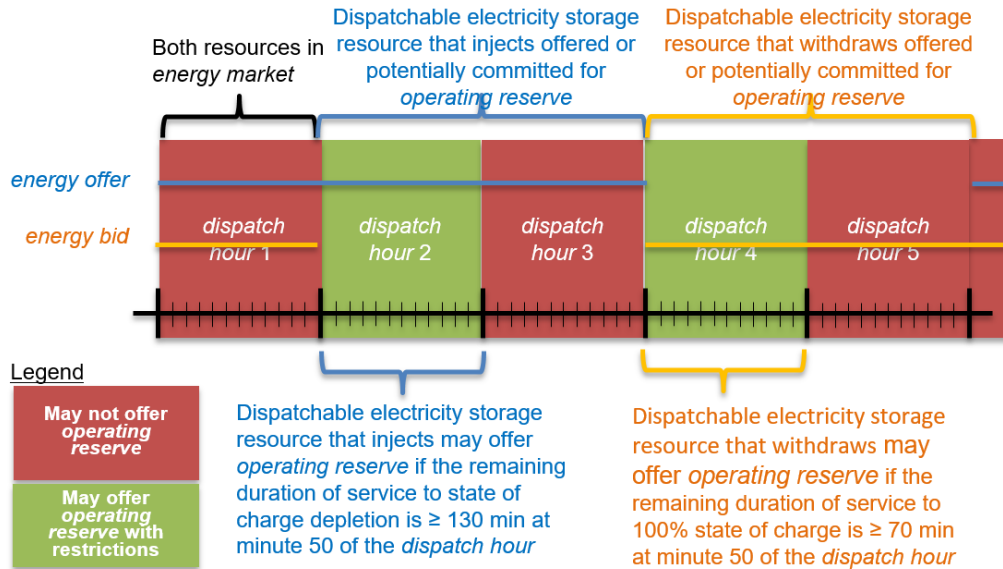 Both resources in
energy market
Dispatchable electricity storage
resource that injects offered or
potentially committed for
operating reserve
Dispatchable electricity storage
resource that withdraws offered
or potentially committed for
operating reserve
energy offer
energy bid
dispatch
hour 1
dispatch
hour 2
dispatch
hour 3
dispatch
hour 4
dispatch
hour 5
Legend
May not offer
operating
reserve
May offer
operating
reserve with
restrictions
Dispatchable electricity storage
resource that injects may offer
operating reserve if the remaining
duration of service to state of
charge depletion is ≥ 130 min at
minute 50 of the dispatch hour
Dispatchable electricity storage
resource that withdraws may
offer operating reserve if the
remaining duration of service to
100% state of charge is ≥ 70 min
at minute 50 of the dispatch hour